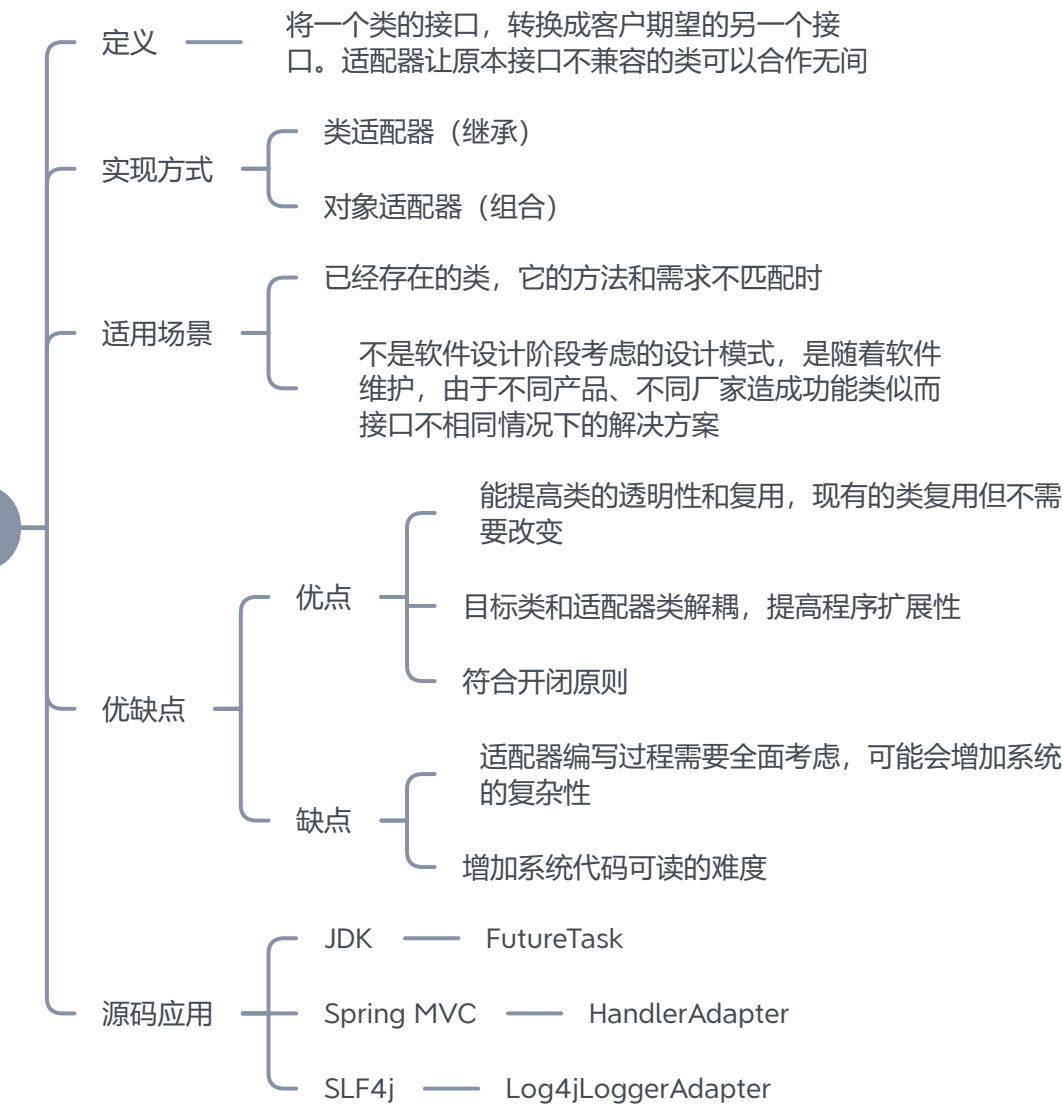 定义
将一个类的接口，转换成客户期望的另一个接
口。适配器让原本接口不兼容的类可以合作无间
实现方式
类适配器（继承）
对象适配器（组合）
适用场景
已经存在的类，它的方法和需求不匹配时
不是软件设计阶段考虑的设计模式，是随着软件
维护，由于不同产品、不同厂家造成功能类似而
接口不相同情况下的解决方案
优缺点
优点
能提高类的透明性和复用，现有的类复用但不需
要改变
目标类和适配器类解耦，提高程序扩展性
符合开闭原则
缺点
适配器编写过程需要全面考虑，可能会增加系统
的复杂性
增加系统代码可读的难度
源码应用
JDK
FutureTask
Spring MVC
HandlerAdapter
SLF4j
Log4jLoggerAdapter